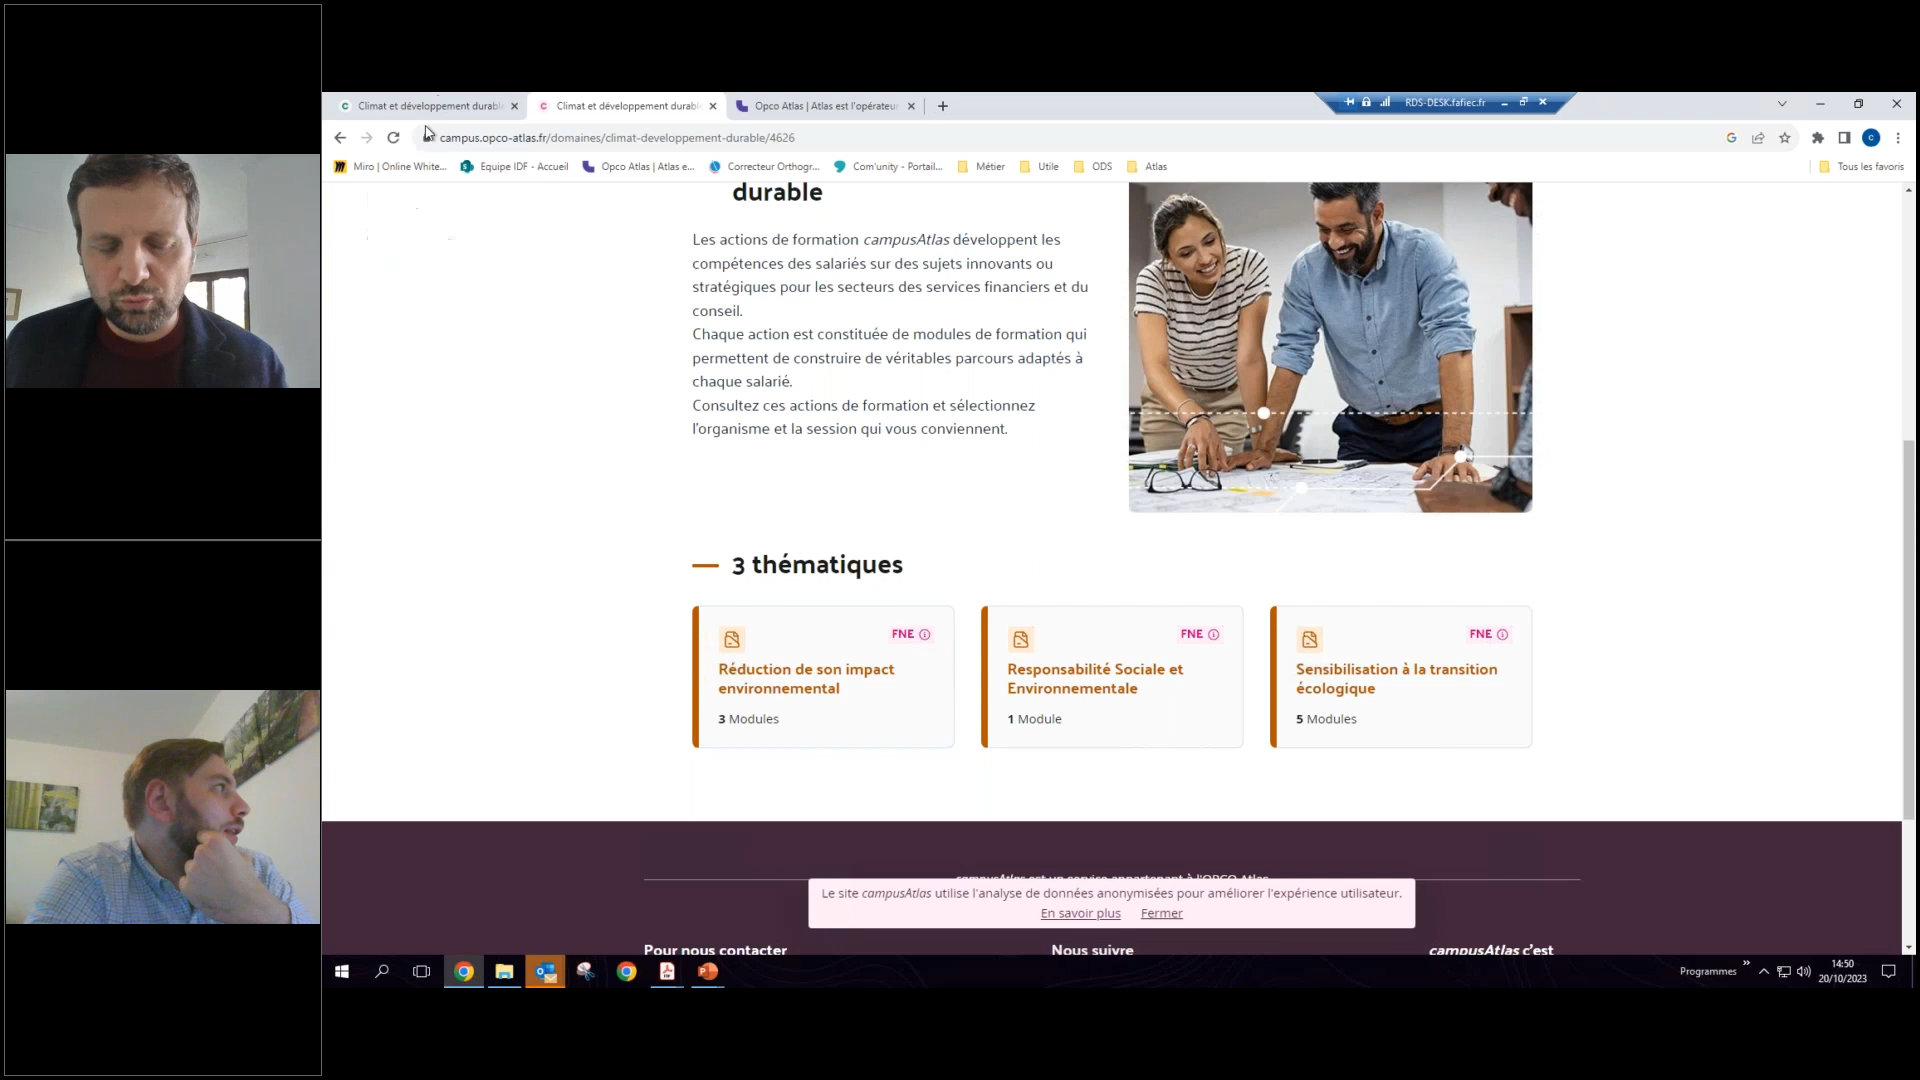 Climat et développement durabl
Climat et développement durabl
Opco Atlas | Atlas est l'opérateur
RDS-DESK.fafiec.fr
campus.opco-atlas.fr/domaines/climat-developpement-durable/4626
Miro | Online White...
Equipe IDF - Accueil
Opco Atlas | Atlas e...
Correcteur Orthogr...
Com'unity - Portail...
Métier
Utile
ODS
Atlas
Tous les favoris
durable
Les actions de formation campusAtlas développent les
compétences des salariés sur des sujets innovants ou
stratégiques pour les secteurs des services financiers et du
conseil.
Chaque action est constituée de modules de formation qui
permettent de construire de véritables parcours adaptés à
chaque salarié.
Consultez ces actions de formation et sélectionnez
l'organisme et la session qui vous conviennent.
3 thématiques
FNE
Réduction de son impact
environnemental
3 Modules
FNE
Responsabilité Sociale et
Environnementale
1 Module
FNE
Sensibilisation à la transition
écologique
5 Modules
campusAtlas est un service appartenant à l'OPCO Atlas
Le site campusAtlas utilise l'analyse de données anonymisées pour améliorer l'expérience utilisateur.
En savoir plus
Fermer
Pour nous contacter
Nous suivre
campusAtlas c'est
Programmes
14:50
20/10/2023